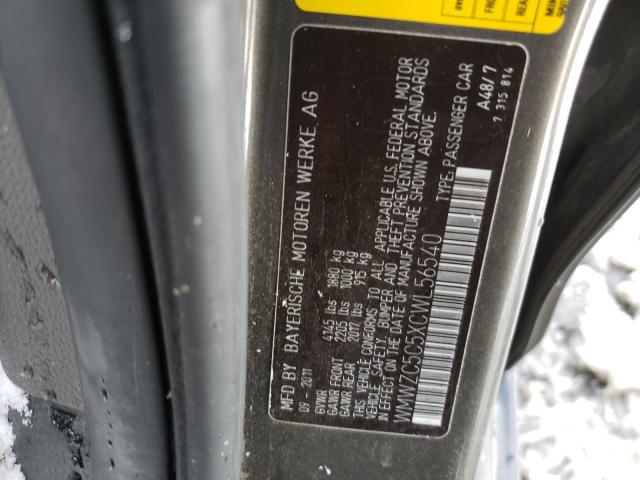 MFD BY BAYERISCHE MOTOREN WERKE AG
09 - 2011
GVWR 4145 lbs 1880 kg
GAWR FRONT 2205 lbs 1000 kg
GAWR REAR 2017 lbs 915 kg
THIS VEHICLE CONFORMS TO ALL APPLICABLE U.S. FEDERAL MOTOR
VEHICLE SAFETY, BUMPER AND THEFT PREVENTION STANDARDS
IN EFFECT ON THE DATE OF MANUFACTURE SHOWN ABOVE.
WMWZC5C5XCWL56540 TYPE: PASSENGER CAR
A48/7
7 315 814
FRO
REA